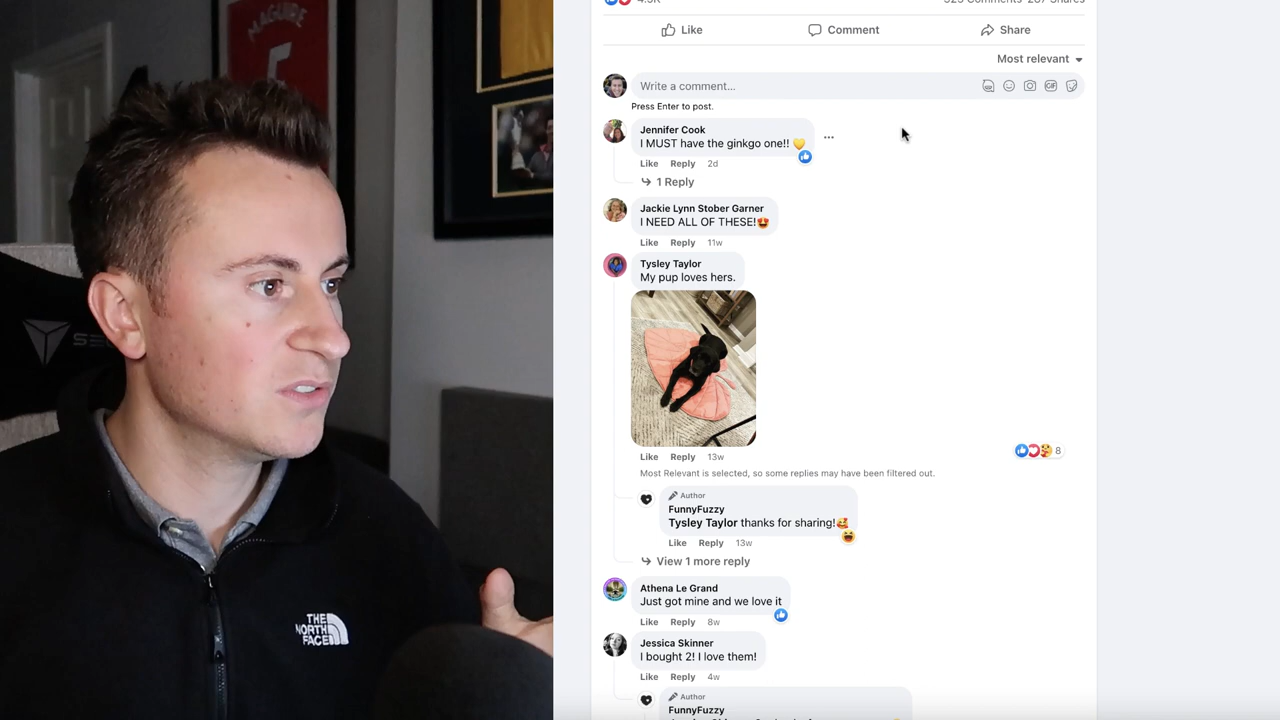 MAGUIRE
5
THE
NORTH
FACE
Like
Comment
Share
Most relevant
Write a comment...
GIF
Press Enter to post.
Jennifer Cook
I MUST have the ginkgo one!! 💛
Like Reply 2d
1 Reply
Jackie Lynn Stober Garner
I NEED ALL OF THESE!😍
Like Reply 11w
Tysley Taylor
My pup loves hers.
Like Reply 13w
8
Most Relevant is selected, so some replies may have been filtered out.
Author
FunnyFuzzy
Tysley Taylor thanks for sharing!🥰
Like Reply 13w
View 1 more reply
Athena Le Grand
Just got mine and we love it
Like Reply 8w
Jessica Skinner
I bought 2! I love them!
Like Reply 4w
Author
FunnyFuzzy